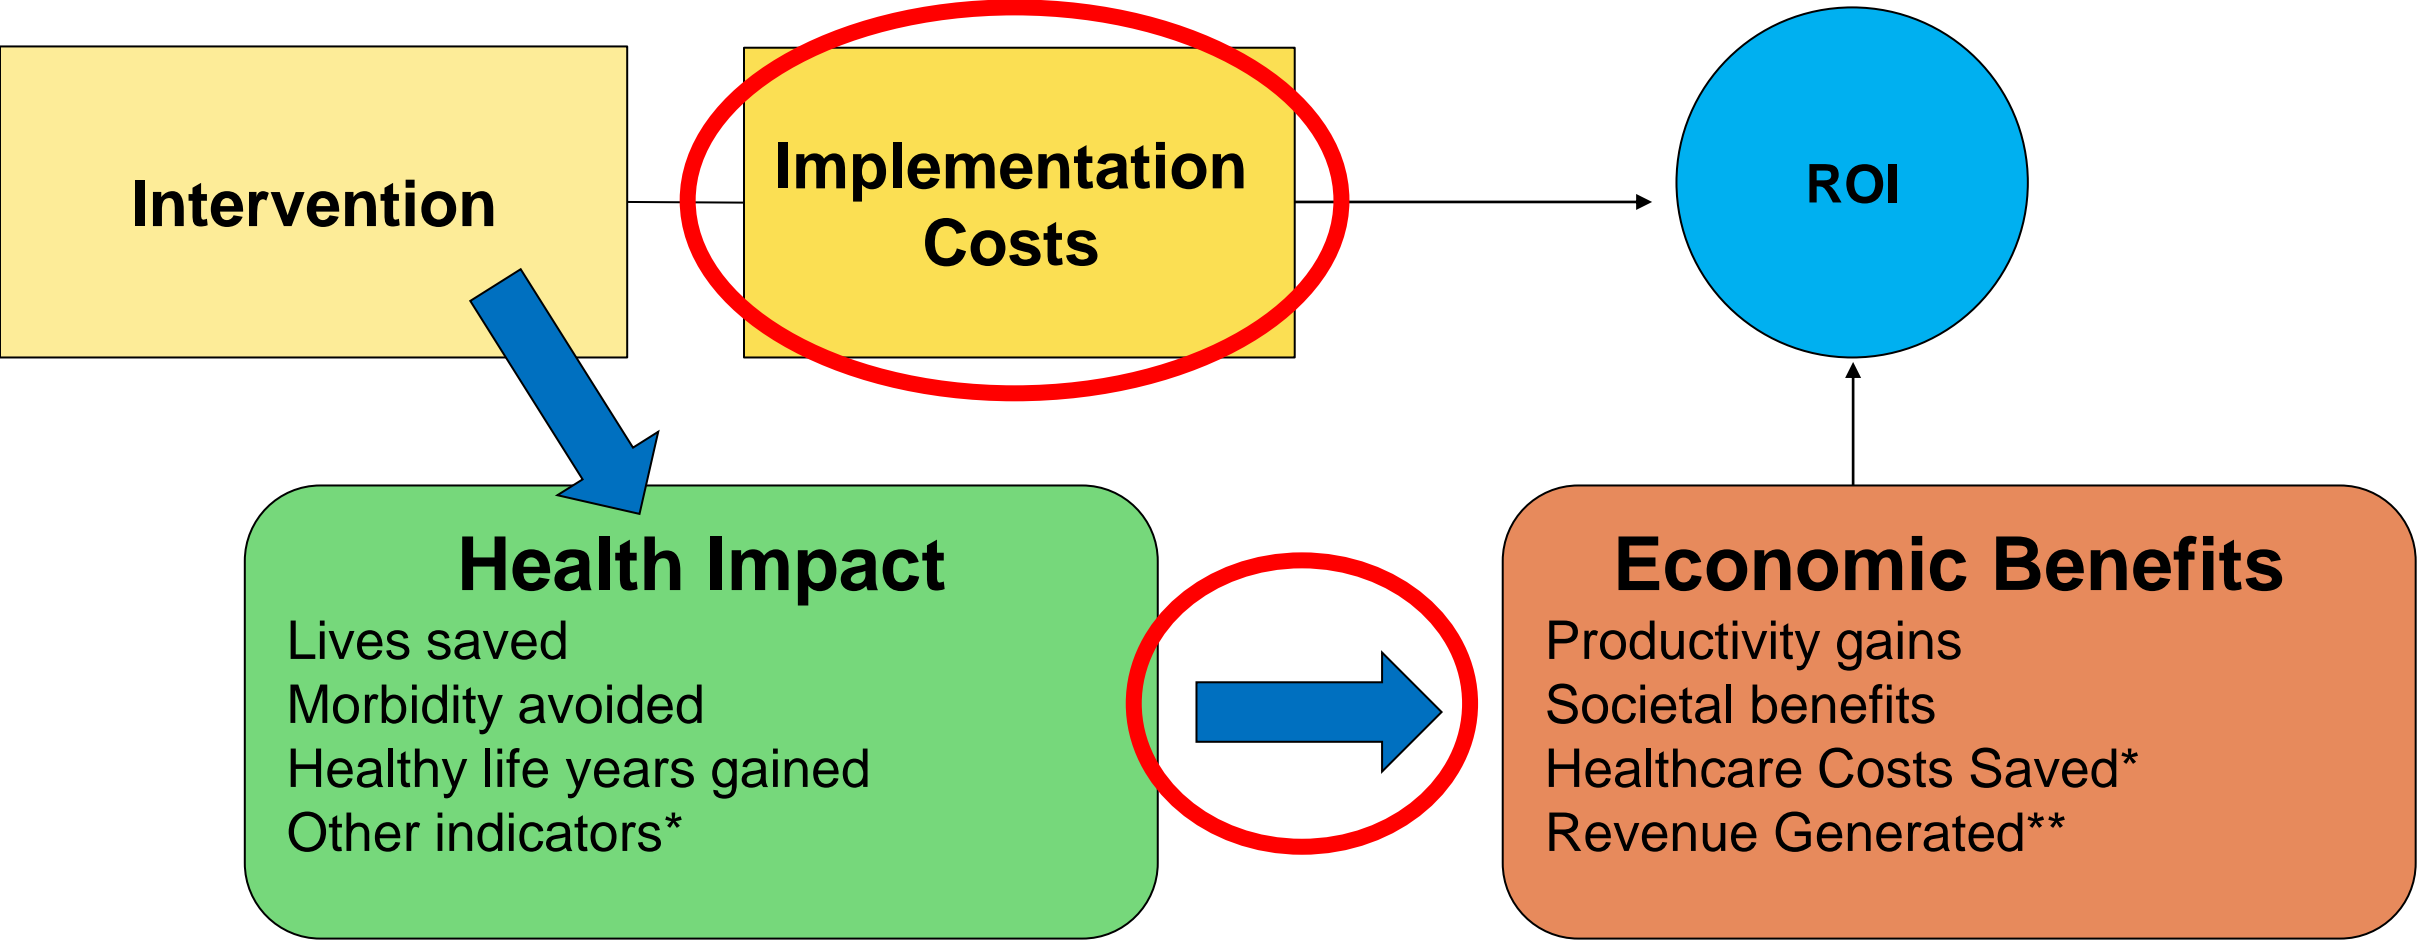 Intervention
Implementation
Costs
ROI
Health Impact
Lives saved
Morbidity avoided
Healthy life years gained
Other indicators*
Economic Benefits
Productivity gains
Societal benefits
Healthcare Costs Saved*
Revenue Generated**